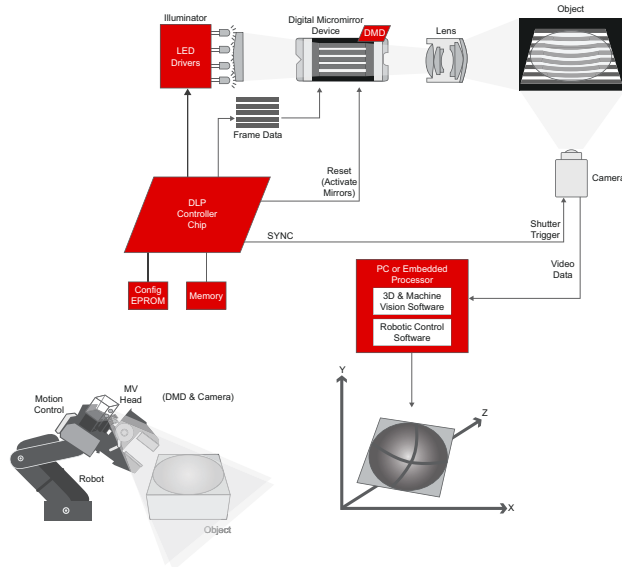 Illuminator
Digital Micromirror
Device
DMD
Lens
Object
LED
Drivers
Frame Data
Reset
(Activate
Mirrors)
Camera
DLP
Controller
Chip
SYNC
Shutter
Trigger
Video
Data
PC or Embedded
Processor
3D & Machine
Vision Software
Robotic Control
Software
Config
EPROM
Memory
Y
Z
X
Motion
Control
MV
Head
(DMD & Camera)
Robot
Object